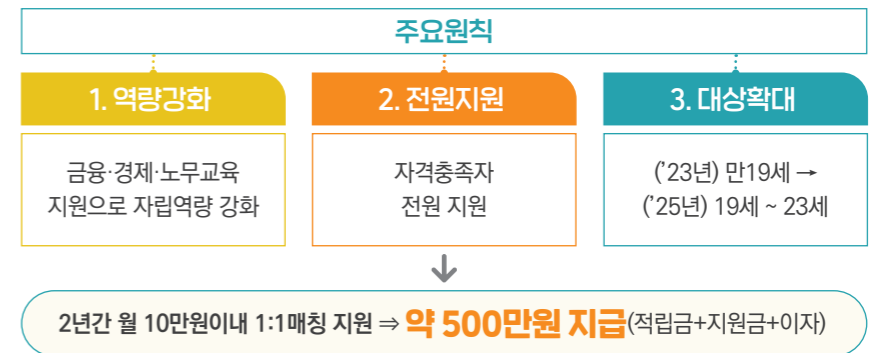 주요원칙
1. 역량강화
금융·경제·노무교육
지원으로 자립역량 강화
2. 전원지원
자격충족자
전원 지원
3. 대상확대
(’23년) 만19세 →
(’25년) 19세 ~ 23세
2년간 월 10만원이내 1:1매칭 지원 ⇒ 약 500만원 지급(적립금+지원금+이자)